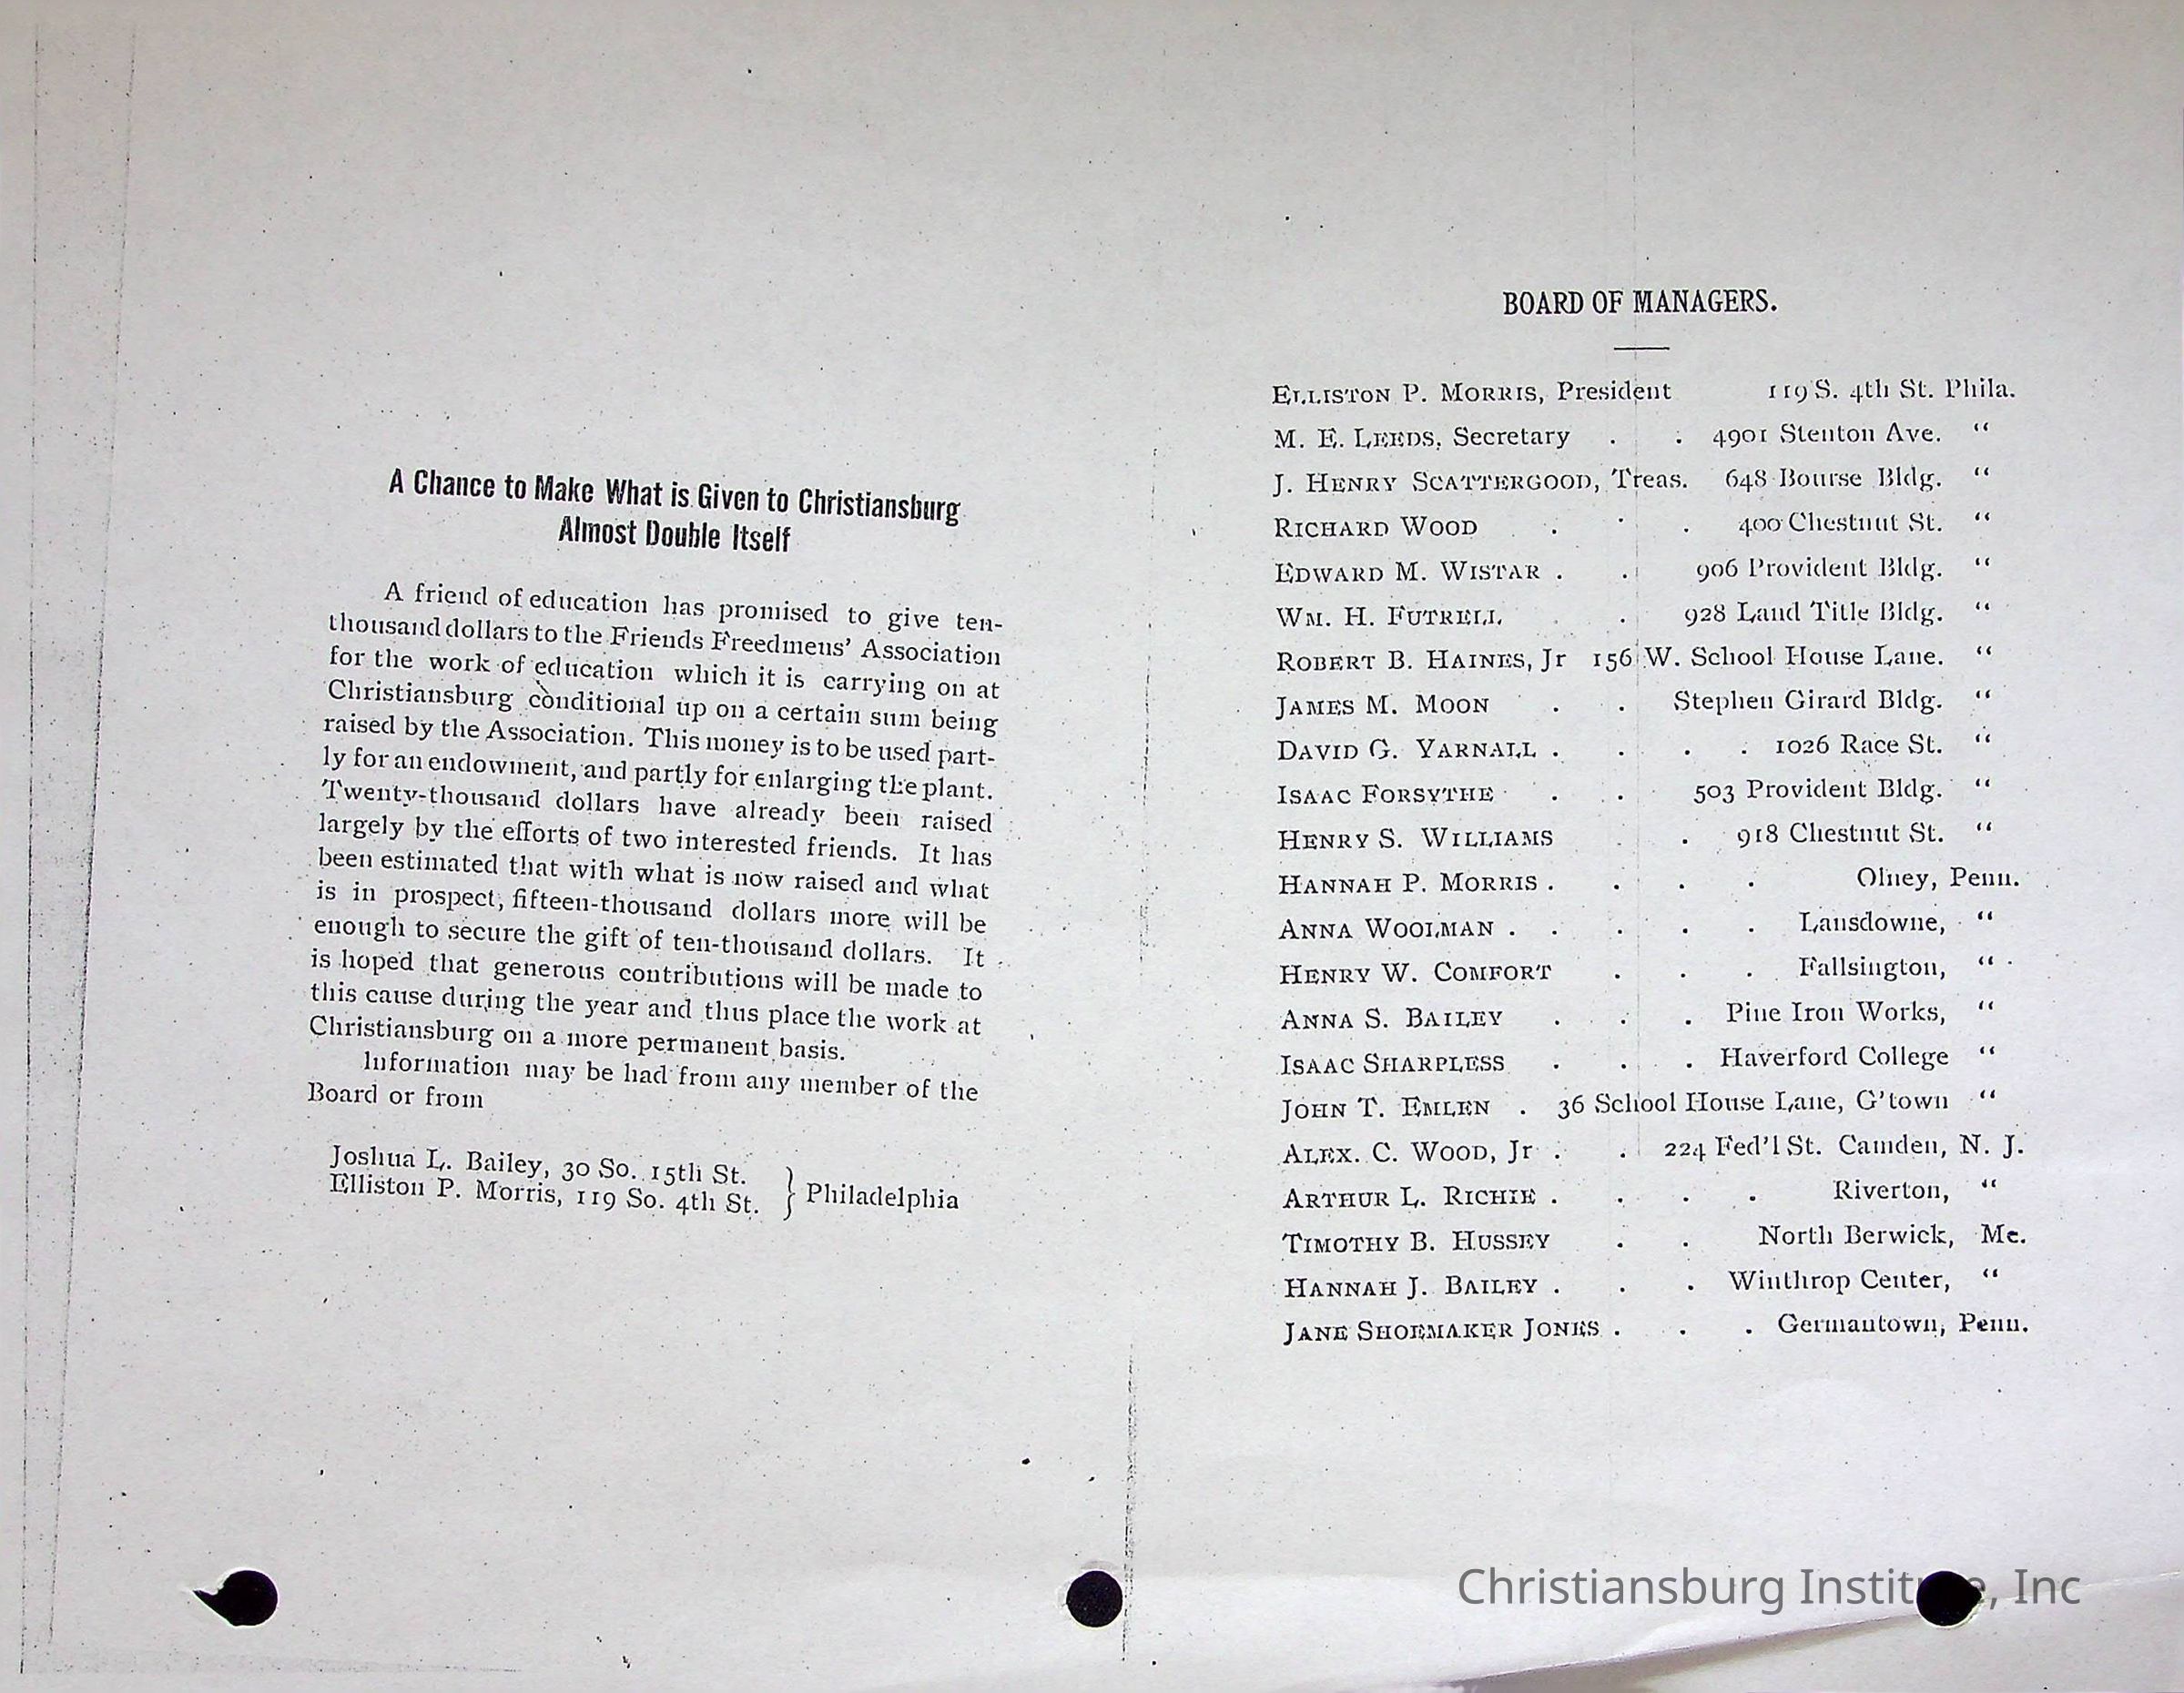 A Chance to Make What is Given to Christiansburg
Almost Double Itself
A friend of education has promised to give ten-
thousand dollars to the Friends Freedmens' Association
for the work of education which it is carrying on at
Christiansburg conditional up on a certain sum being
raised by the Association. This money is to be used part-
ly for an endowment, and partly for enlarging the plant.
Twenty-thousand dollars have already been raised
largely by the efforts of two interested friends. It has
been estimated that with what is now raised and what
is in prospect, fifteen-thousand dollars more will be
enough to secure the gift of ten-thousand dollars. It
is hoped that generous contributions will be made to
this cause during the year and thus place the work at
Christiansburg on a more permanent basis.
Information may be had from any member of the
Board or from
Joshua L. Bailey, 30 So. 15th St.
Elliston P. Morris, 119 So. 4th St. } Philadelphia
BOARD OF MANAGERS.
ELLISTON P. MORRIS, President 119 S. 4th St. Phila.
M. E. LEEDS, Secretary . . 4901 Stenton Ave. "
J. HENRY SCATTERGOOD, Treas. 648 Bourse Bldg. "
RICHARD WOOD . . . 400 Chestnut St. "
EDWARD M. WISTAR . . 906 Provident Bldg. "
WM. H. FUTRELL . . 928 Land Title Bldg. "
ROBERT B. HAINES, Jr 156 W. School House Lane. "
JAMES M. MOON . . Stephen Girard Bldg. "
DAVID G. YARNALL . . . . 1026 Race St. "
ISAAC FORSYTHE . . 503 Provident Bldg. "
HENRY S. WILLIAMS . . 918 Chestnut St. "
HANNAH P. MORRIS . . . . Olney, Penn.
ANNA WOOLMAN . . . . . Lansdowne, "
HENRY W. COMFORT . . . Fallsington, "
ANNA S. BAILEY . . . Pine Iron Works, "
ISAAC SHARPLESS . . . Haverford College "
JOHN T. EMLEN . 36 School House Lane, G'town "
ALEX. C. WOOD, Jr . . 224 Fed'l St. Camden, N. J.
ARTHUR L. RICHIE . . . . Riverton, "
TIMOTHY B. HUSSEY . . North Berwick, Me.
HANNAH J. BAILEY . . . Winthrop Center, "
JANE SHOEMAKER JONES . . . Germantown, Penn.
Christiansburg Institute, Inc